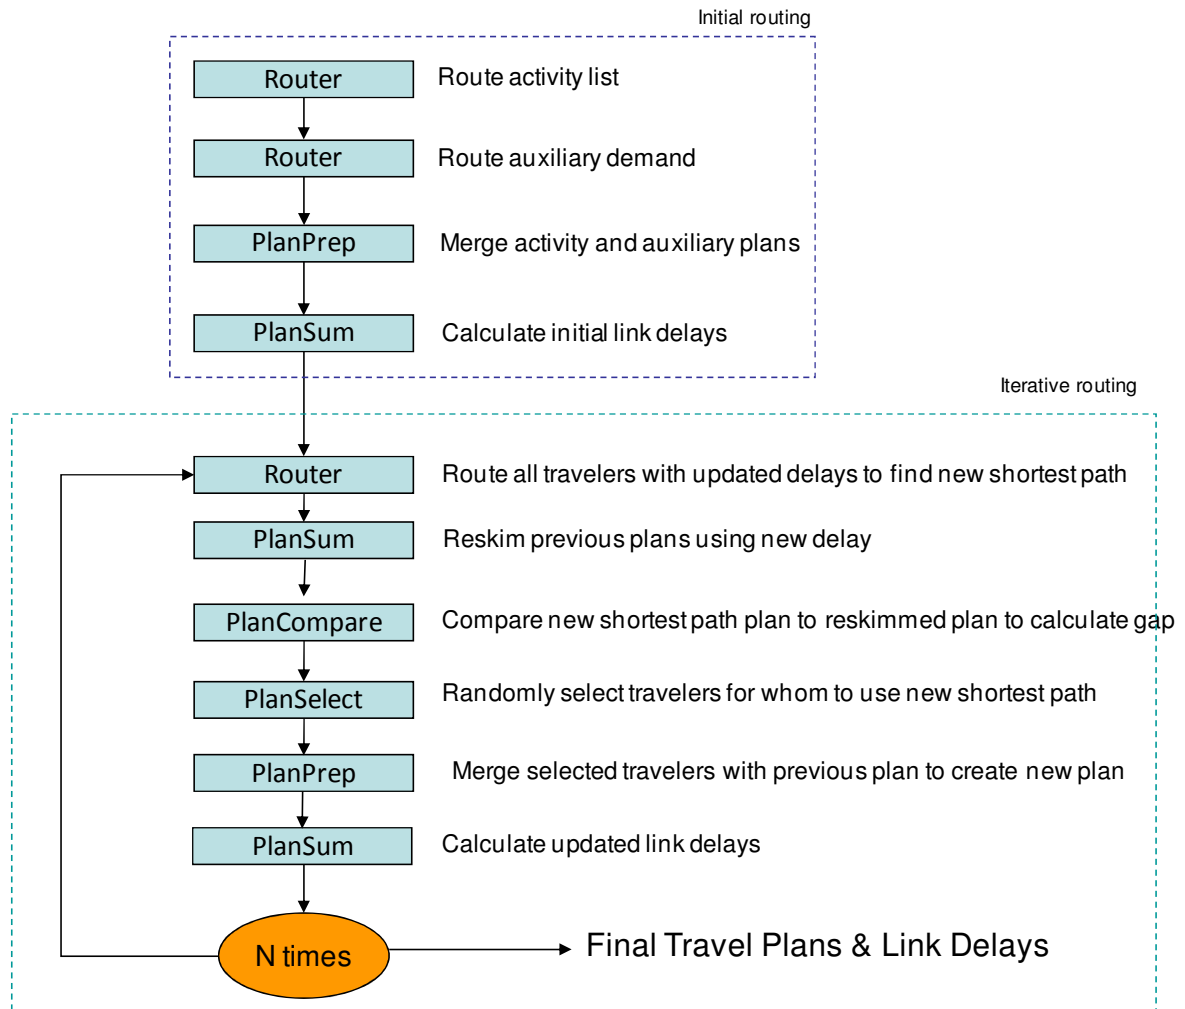 Initial routing
Router
Route activity list
Router
Route auxiliary demand
PlanPrep
Merge activity and auxiliary plans
PlanSum
Calculate initial link delays
Iterative routing
Router
Route all travelers with updated delays to find new shortest path
PlanSum
Reskim previous plans using new delay
PlanCompare
Compare new shortest path plan to reskimmed plan to calculate gap
PlanSelect
Randomly select travelers for whom to use new shortest path
PlanPrep
Merge selected travelers with previous plan to create new plan
PlanSum
Calculate updated link delays
N times
Final Travel Plans & Link Delays